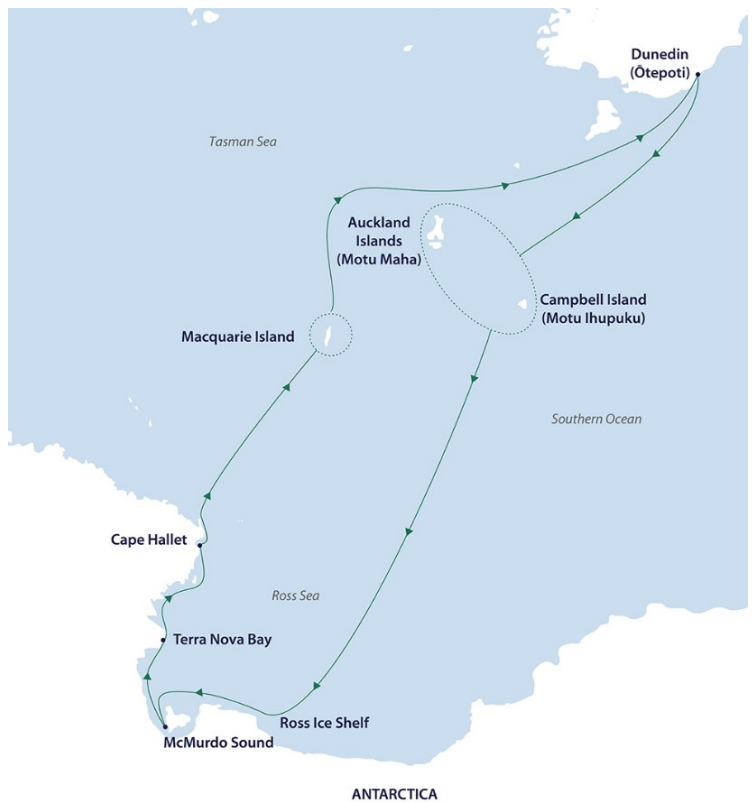 Dunedin
(Ōtepoti)
Tasman Sea
Auckland
Islands
(Motu Maha)
Campbell Island
(Motu Ihupuku)
Macquarie Island
Southern Ocean
Cape Hallet
Ross Sea
Terra Nova Bay
Ross Ice Shelf
McMurdo Sound
ANTARCTICA